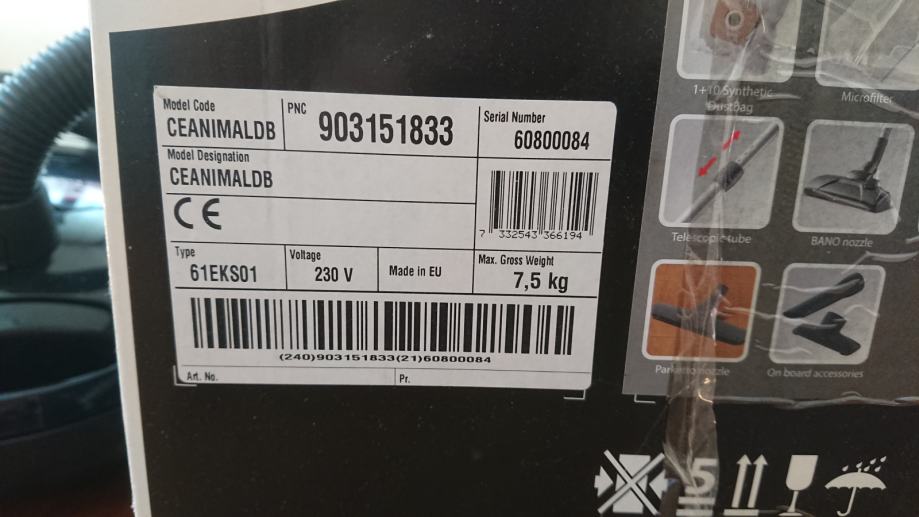 Model Code
CEANIMALDB
PNC
903151833
Serial Number
60800084
Model Designation
CEANIMALDB
CE
7 332543 366194
Type
61EKS01
Voltage
230 V
Made in EU
Max. Gross Weight
7,5 kg
(240)903151833(21)60800084
Art. No.
Pr.
1+10 Synthetic
DustBag
Microfilter
Telescopic tube
BANO nozzle
Parketto nozzle
On board accessories
5